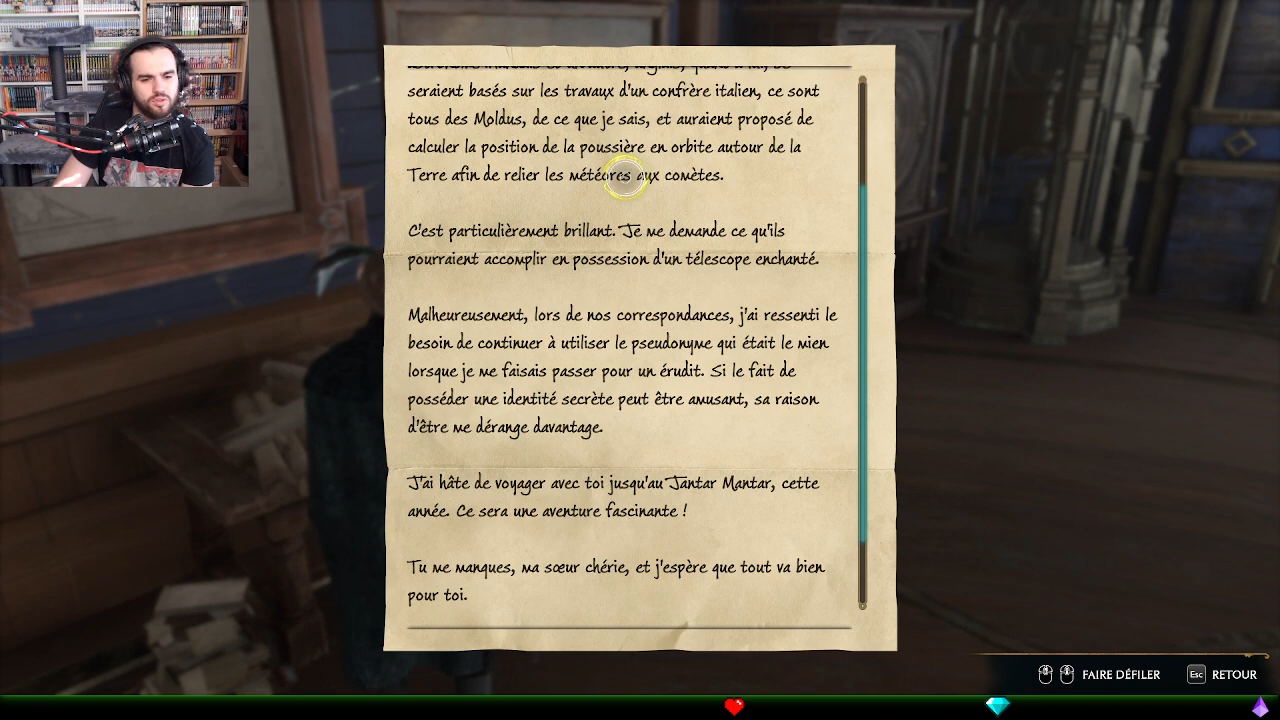 seraient basés sur les travaux d'un confrère italien, ce sont
tous des Moldus, de ce que je sais, et auraient proposé de
calculer la position de la poussière en orbite autour de la
Terre afin de relier les météores aux comètes.
C'est particulièrement brillant. Je me demande ce qu'ils
pourraient accomplir en possession d'un télescope enchanté.
Malheureusement, lors de nos correspondances, j'ai ressenti le
besoin de continuer à utiliser le pseudonyme qui était le mien
lorsque je me faisais passer pour un érudit. Si le fait de
posséder une identité secrète peut être amusant, sa raison
d'être me dérange davantage.
J'ai hâte de voyager avec toi jusqu'au Jantar Mantar, cette
année. Ce sera une aventure fascinante !
Tu me manques, ma sœur chérie, et j'espère que tout va bien
pour toi.
FAIRE DÉFILER
Esc RETOUR